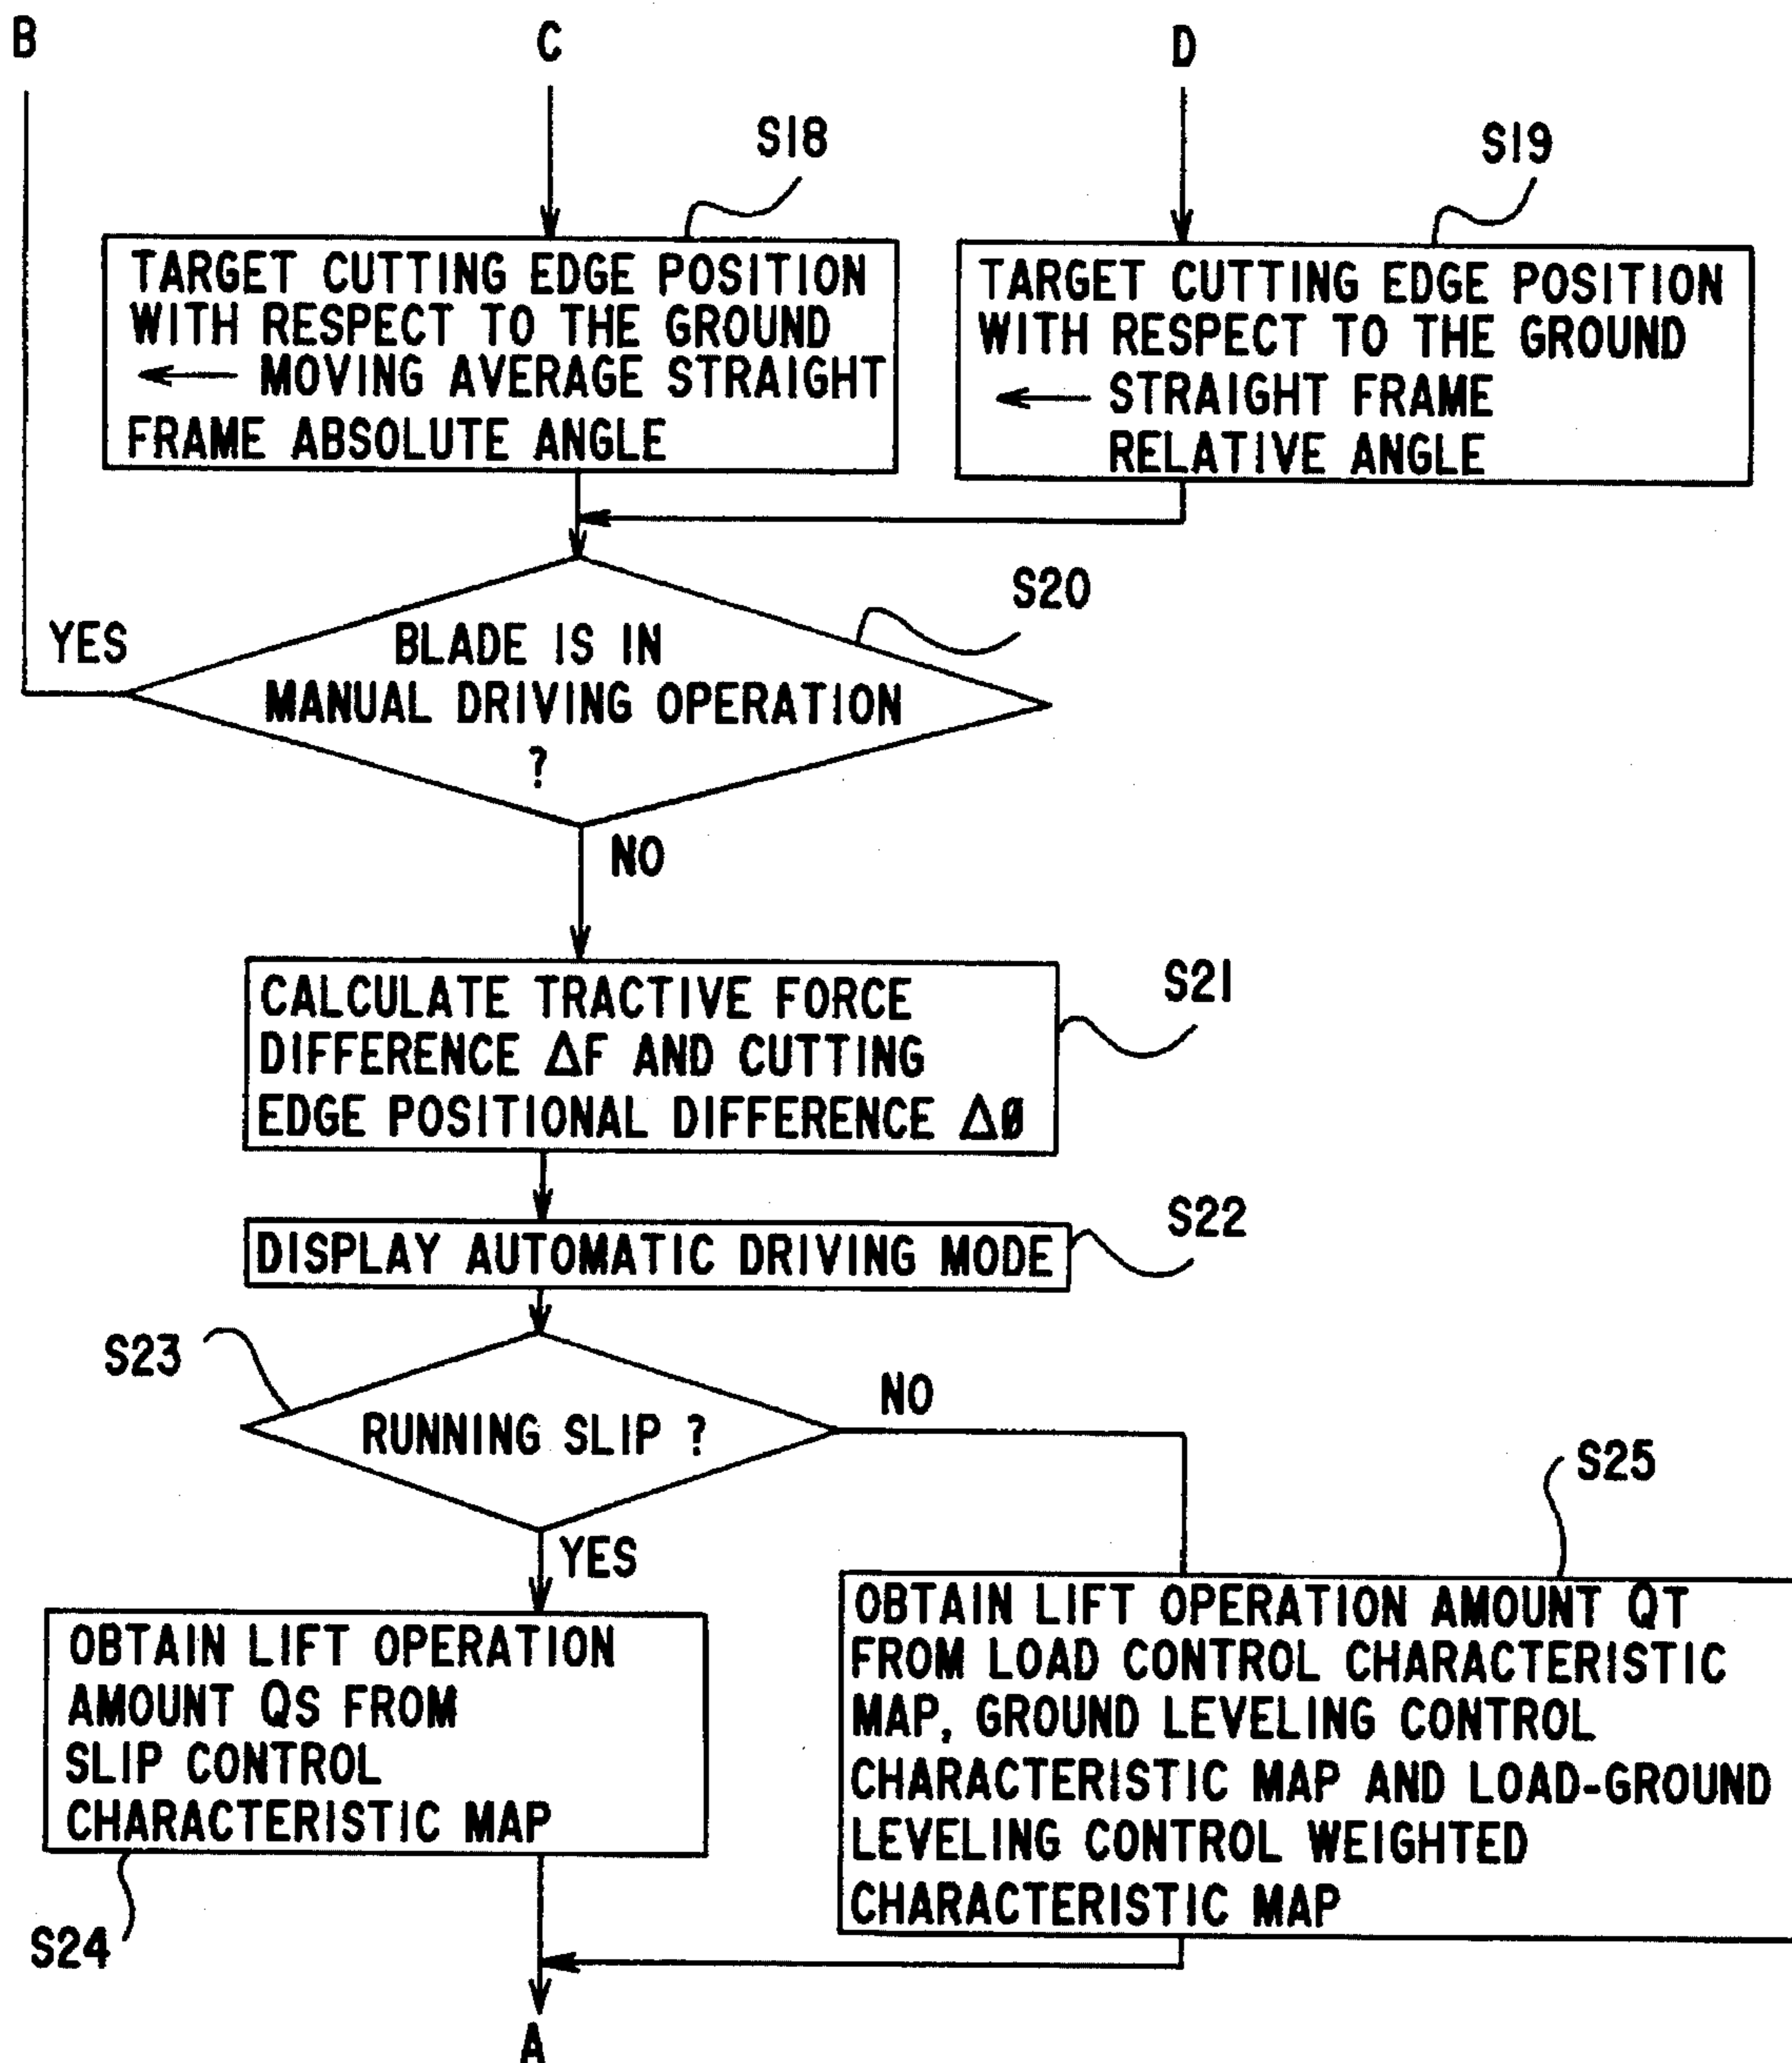 B
C
D
S18
S19
TARGET CUTTING EDGE POSITION
WITH RESPECT TO THE GROUND
← MOVING AVERAGE STRAIGHT
FRAME ABSOLUTE ANGLE
TARGET CUTTING EDGE POSITION
WITH RESPECT TO THE GROUND
← STRAIGHT FRAME
RELATIVE ANGLE
S20
YES
BLADE IS IN
MANUAL DRIVING OPERATION
?
NO
S21
CALCULATE TRACTIVE FORCE
DIFFERENCE ΔF AND CUTTING
EDGE POSITIONAL DIFFERENCE ΔØ
S22
DISPLAY AUTOMATIC DRIVING MODE
S23
RUNNING SLIP ?
NO
YES
S25
OBTAIN LIFT OPERATION
AMOUNT QS FROM
SLIP CONTROL
CHARACTERISTIC MAP
S24
OBTAIN LIFT OPERATION AMOUNT QT
FROM LOAD CONTROL CHARACTERISTIC
MAP, GROUND LEVELING CONTROL
CHARACTERISTIC MAP AND LOAD-GROUND
LEVELING CONTROL WEIGHTED
CHARACTERISTIC MAP
A